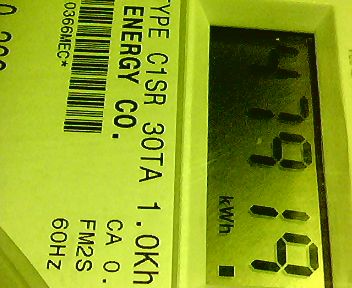 47919
kWh
TYPE C1SR 30TA 1.0Kh
ENERGY CO.
CA 0.
FM2S
60Hz
0366MEC*